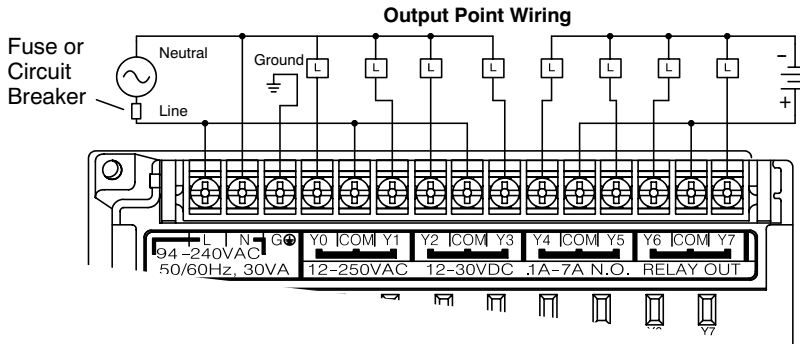 Output Point Wiring
Fuse or
Circuit
Breaker
Neutral
Line
Ground
L L L L L L L L
-
+
L N G
94-240VAC
50/60Hz, 30VA
Y0 COM Y1 Y2 COM Y3 Y4 COM Y5 Y6 COM Y7
12-250VAC 12-30VDC .1A-7A N.O. RELAY OUT
Y7